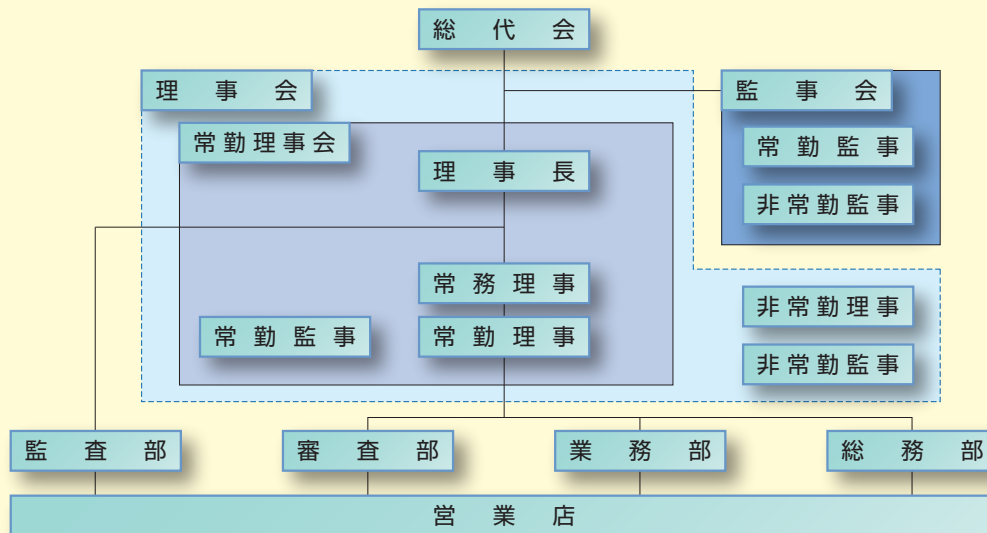 総代会
理事会
監事会
常勤理事会
常勤監事
理事長
非常勤監事
常務理事
非常勤理事
常勤監事
常勤理事
非常勤監事
監査部
審査部
業務部
総務部
営業店